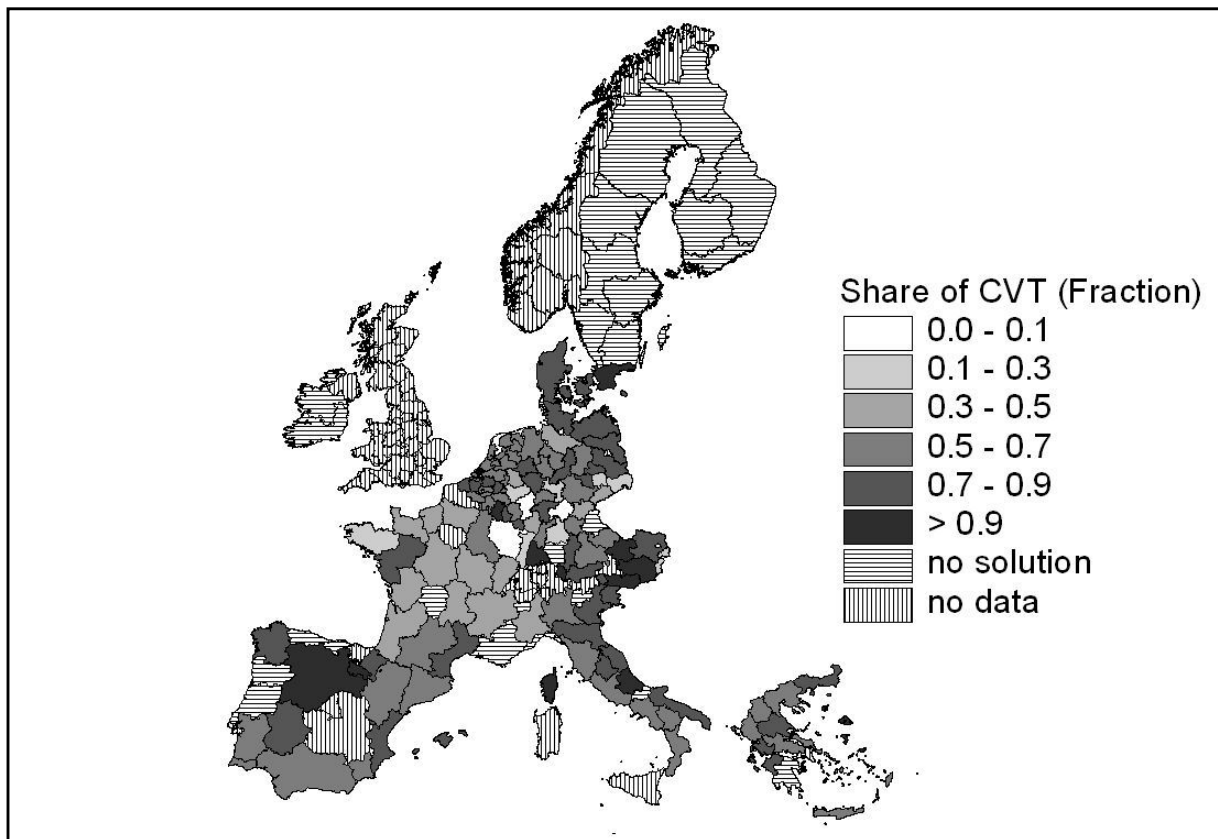 Share of CVT (Fraction)
0.0 - 0.1
0.1 - 0.3
0.3 - 0.5
0.5 - 0.7
0.7 - 0.9
> 0.9
no solution
no data